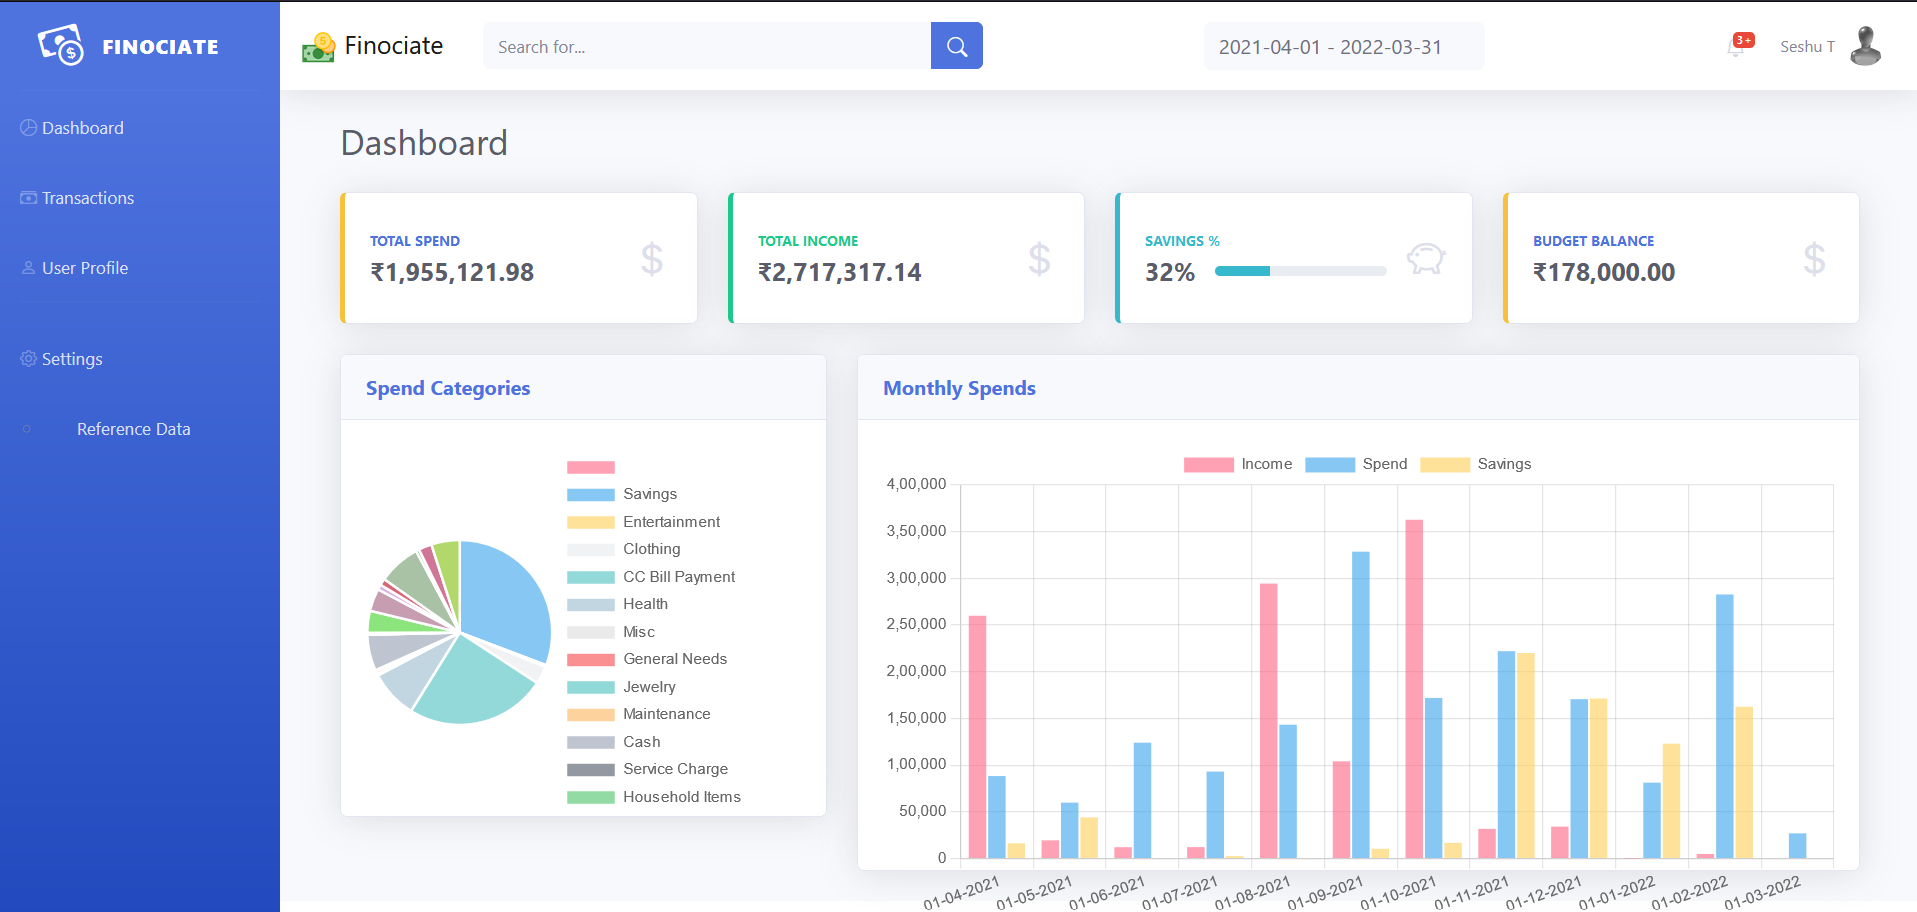 FINOCIATE
Dashboard
Transactions
User Profile
Settings
Reference Data
Finociate
Search for...
2021-04-01 - 2022-03-31
3+
Seshu T
Dashboard
TOTAL SPEND
₹1,955,121.98
$
TOTAL INCOME
₹2,717,317.14
$
SAVINGS %
32%
BUDGET BALANCE
₹178,000.00
$
Spend Categories
Savings
Entertainment
Clothing
CC Bill Payment
Health
Misc
General Needs
Jewelry
Maintenance
Cash
Service Charge
Household Items
Monthly Spends
Income Spend Savings
4,00,000
3,50,000
3,00,000
2,50,000
2,00,000
1,50,000
1,00,000
50,000
0
01-04-2021 01-05-2021 01-06-2021 01-07-2021 01-08-2021 01-09-2021 01-10-2021 01-11-2021 01-12-2021 01-01-2022 01-02-2022 01-03-2022